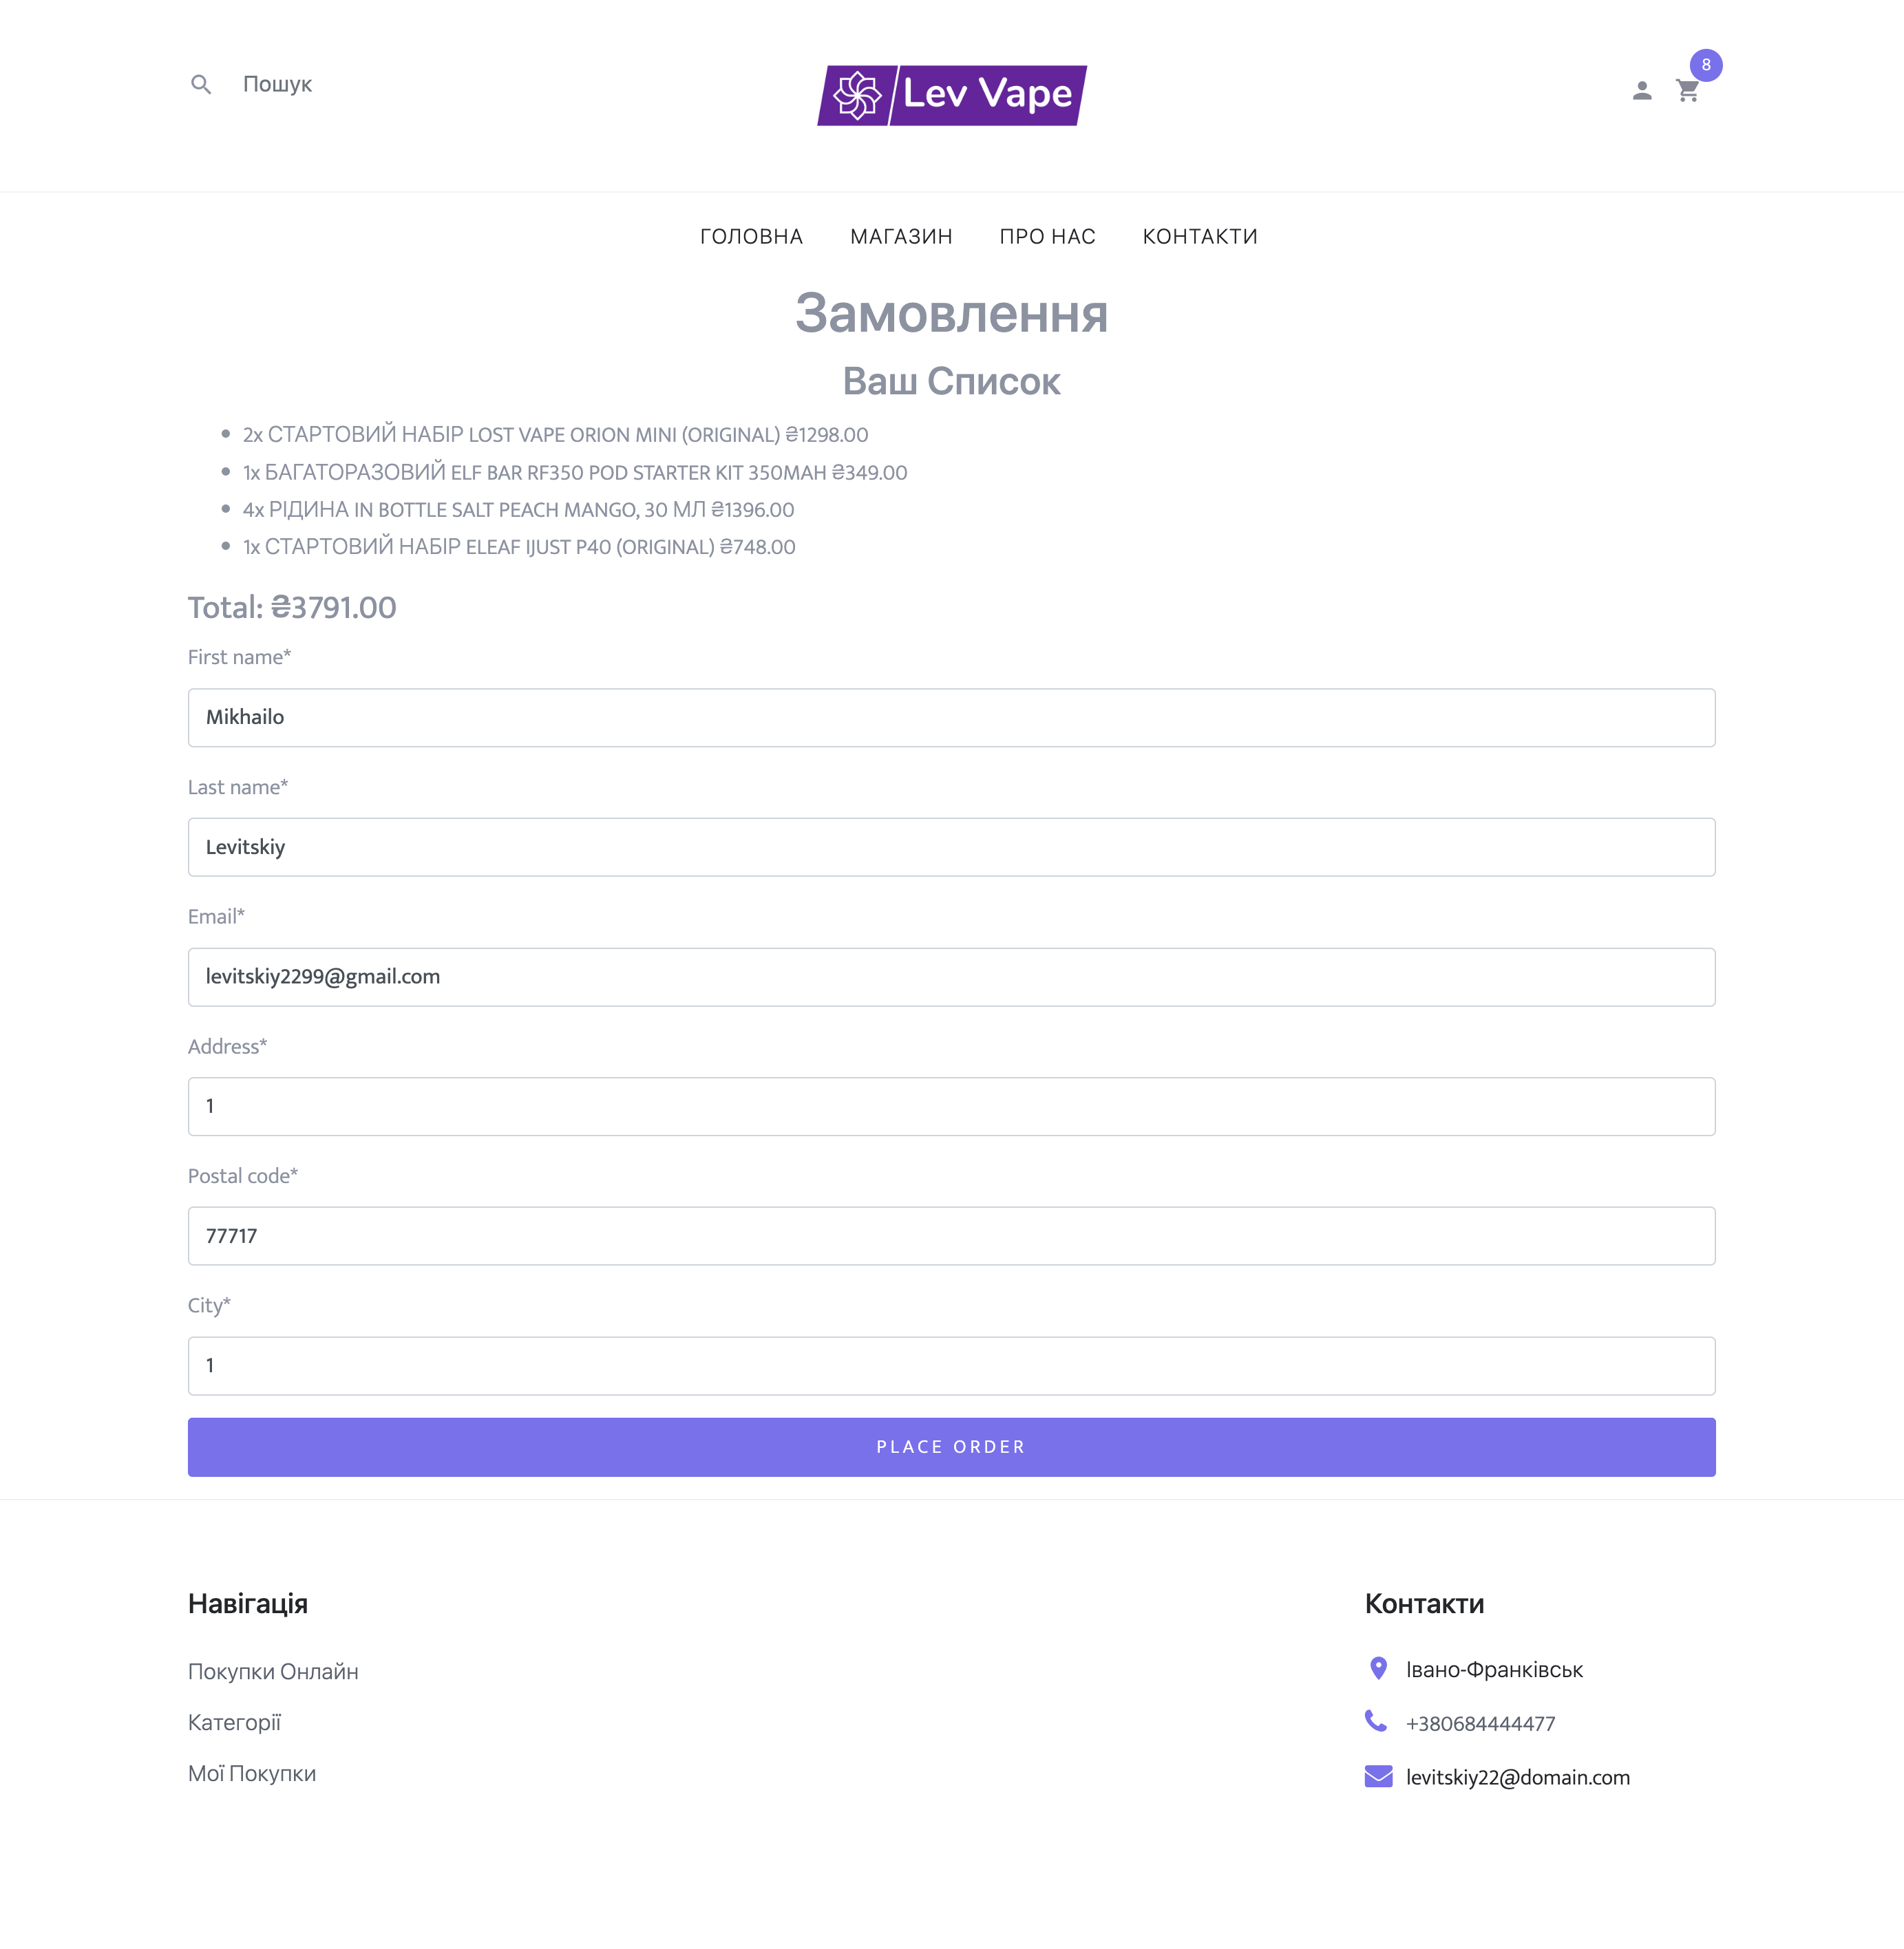 Пошук
Lev Vape
8
ГОЛОВНА МАГАЗИН ПРО НАС КОНТАКТИ
Замовлення
Ваш Список
2x СТАРТОВИЙ НАБІР LOST VAPE ORION MINI (ORIGINAL) ₴1298.00
1x БАГАТОРАЗОВИЙ ELF BAR RF350 POD STARTER KIT 350MAH ₴349.00
4x РІДИНА IN BOTTLE SALT PEACH MANGO, 30 МЛ ₴1396.00
1x СТАРТОВИЙ НАБІР ELEAF IJUST P40 (ORIGINAL) ₴748.00
Total: ₴3791.00
First name*
Mikhailo
Last name*
Levitskiy
Email*
levitskiy2299@gmail.com
Address*
1
Postal code*
77717
City*
1
PLACE ORDER
Навігація
Покупки Онлайн
Категорії
Мої Покупки
Контакти
Івано-Франківськ
+380684444477
levitskiy22@domain.com